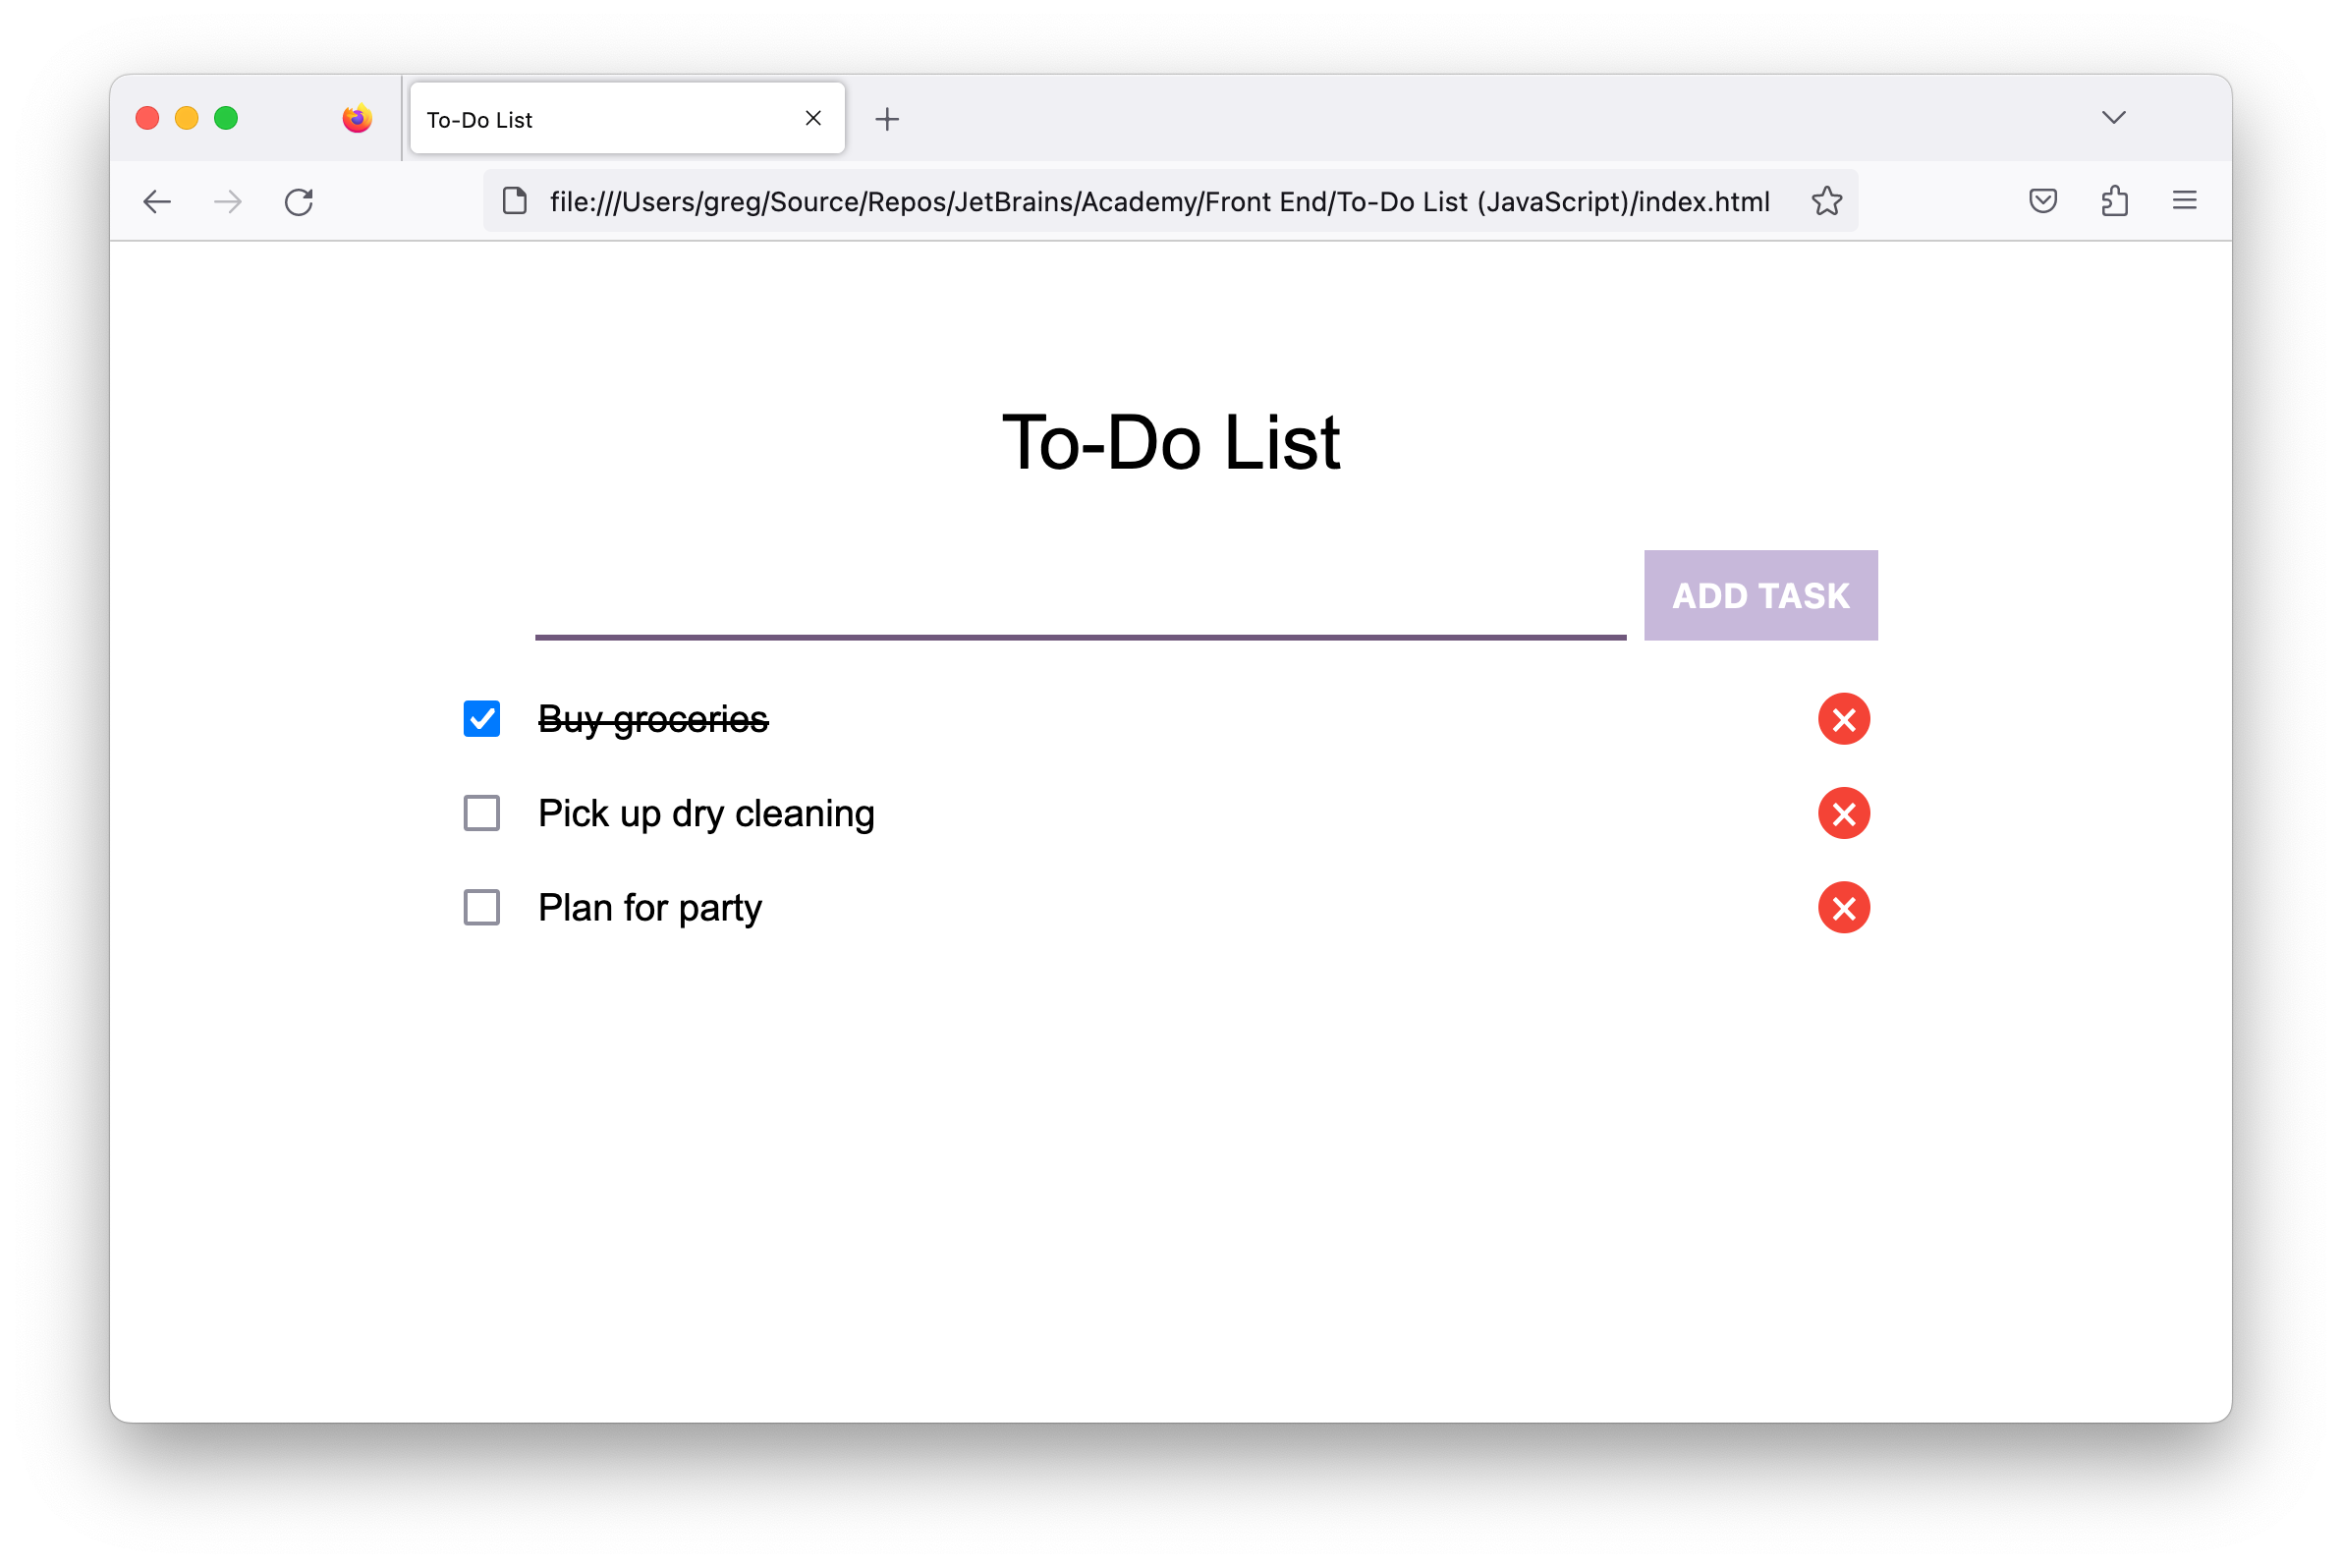 To-Do List
file:///Users/greg/Source/Repos/JetBrains/Academy/Front End/To-Do List (JavaScript)/index.html
To-Do List
ADD TASK
Buy groceries
Pick up dry cleaning
Plan for party